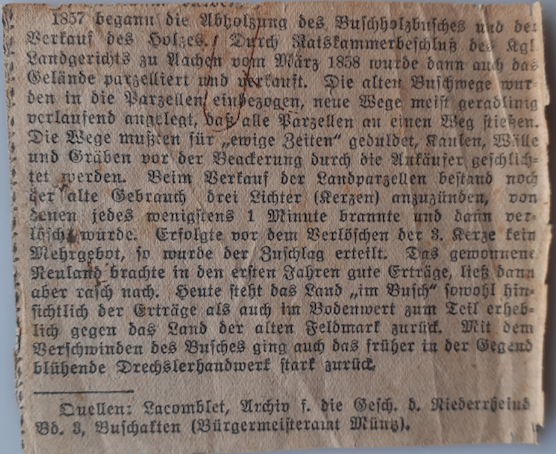 1857 begann die Abholzung des Buschholzbusches und der
Verkauf des Holzes. Durch Ratskammerbeschluß des Kgl.
Landgerichts zu Aachen vom März 1858 wurde dann auch das
Gelände parzelliert und verkauft. Die alten Buschwege wur-
den in die Parzellen einbezogen, neue Wege meist geradlinig
verlaufend angelegt, daß alle Parzellen an einen Weg stießen.
Die Wege mußten für „ewige Zeiten“ geduldet, Kaulen, Wälle
und Gräben vor der Beackerung durch die Ankäufer geschlich-
tet werden. Beim Verkauf der Landparzellen bestand noch
der alte Gebrauch drei Lichter (Kerzen) anzuzünden, von
denen jedes wenigstens 1 Minute brannte und dann ver-
löscht wurde. Erfolgte vor dem Verlöschen der 3. Kerze kein
Mehrgebot, so wurde der Zuschlag erteilt. Das gewonnene
Neuland brachte in den ersten Jahren gute Erträge, ließ dann
aber rasch nach. Heute steht das Land „im Busch“ sowohl hin-
sichtlich der Erträge als auch im Bodenwert zum Teil erheb-
lich gegen das Land der alten Feldmark zurück. Mit dem
Verschwinden des Busches ging auch das früher in der Gegend
blühende Drechslerhandwerk stark zurück.
Quellen: Lacomblet, Archiv f. die Gesch. d. Niederrheins
Bd. 3, Buschakten (Bürgermeisteramt Müntz).